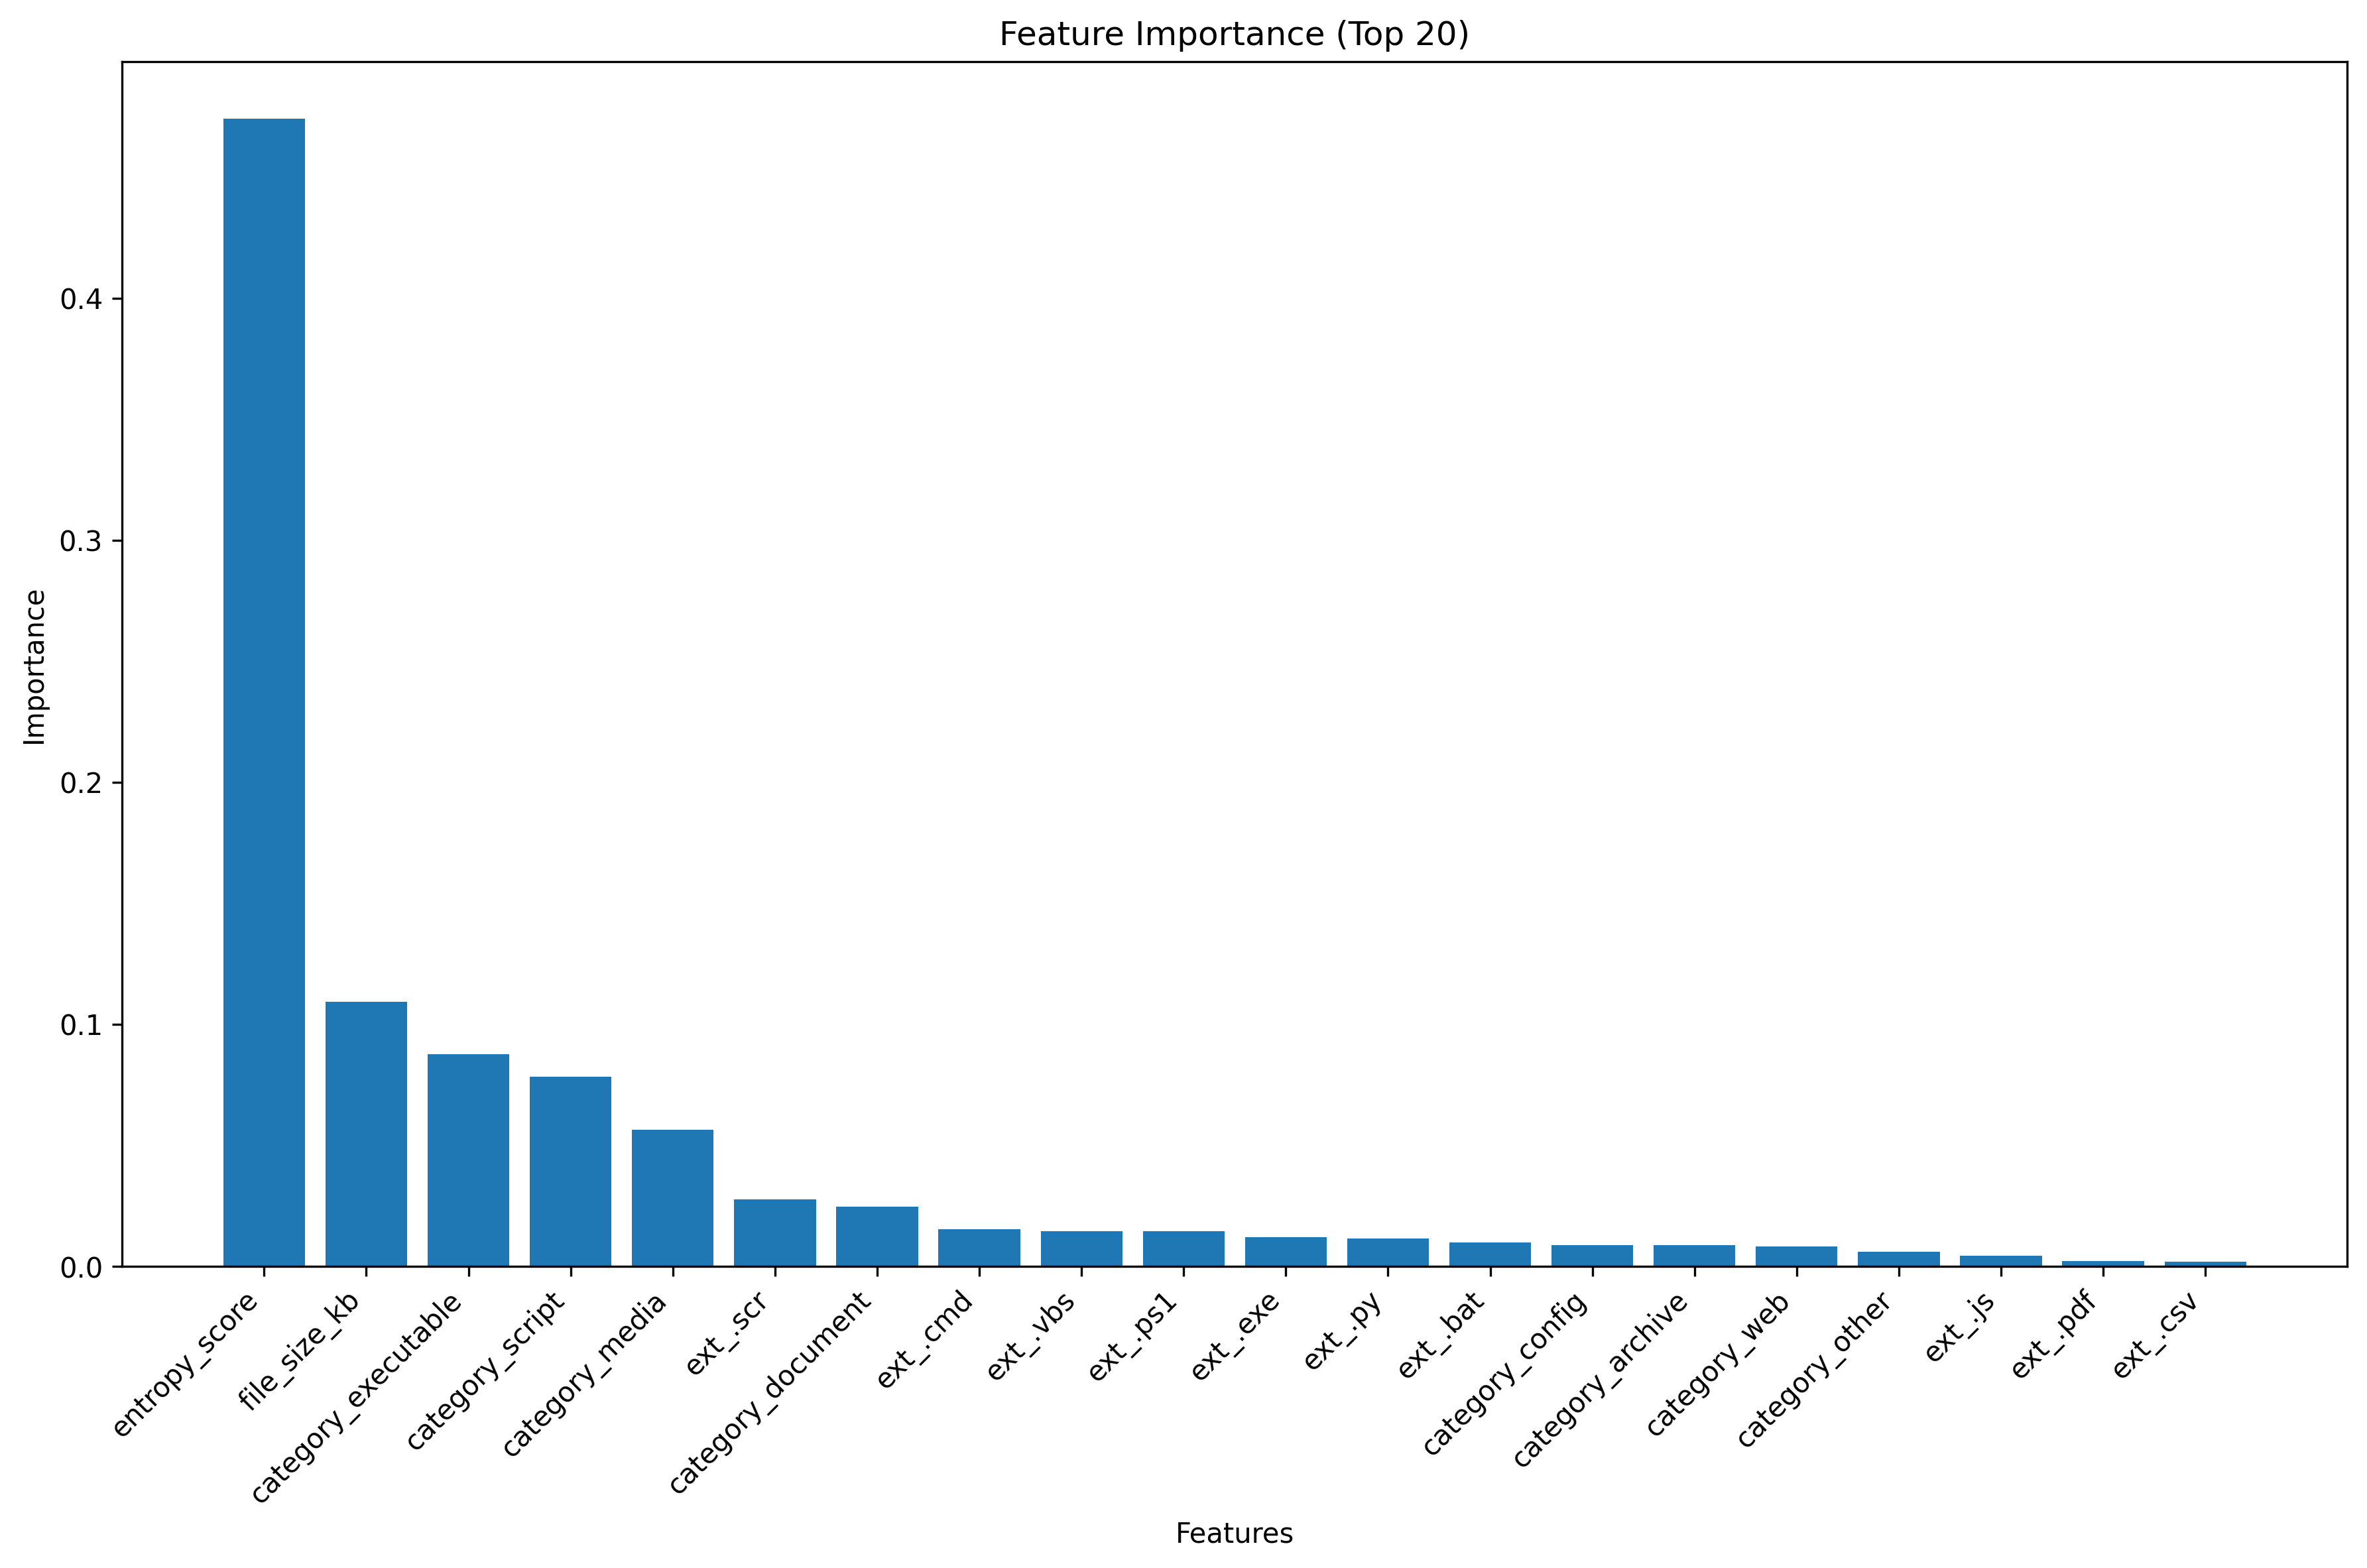 Feature Importance (Top 20)
Importance
0.4
0.3
0.2
0.1
0.0
entropy_score
file_size_kb
category_executable
category_script
category_media
ext_.scr
category_document
ext_.cmd
ext_.vbs
ext_.ps1
ext_.exe
ext_.py
ext_.bat
category_config
category_archive
category_web
category_other
ext_.js
ext_.pdf
ext_.csv
Features